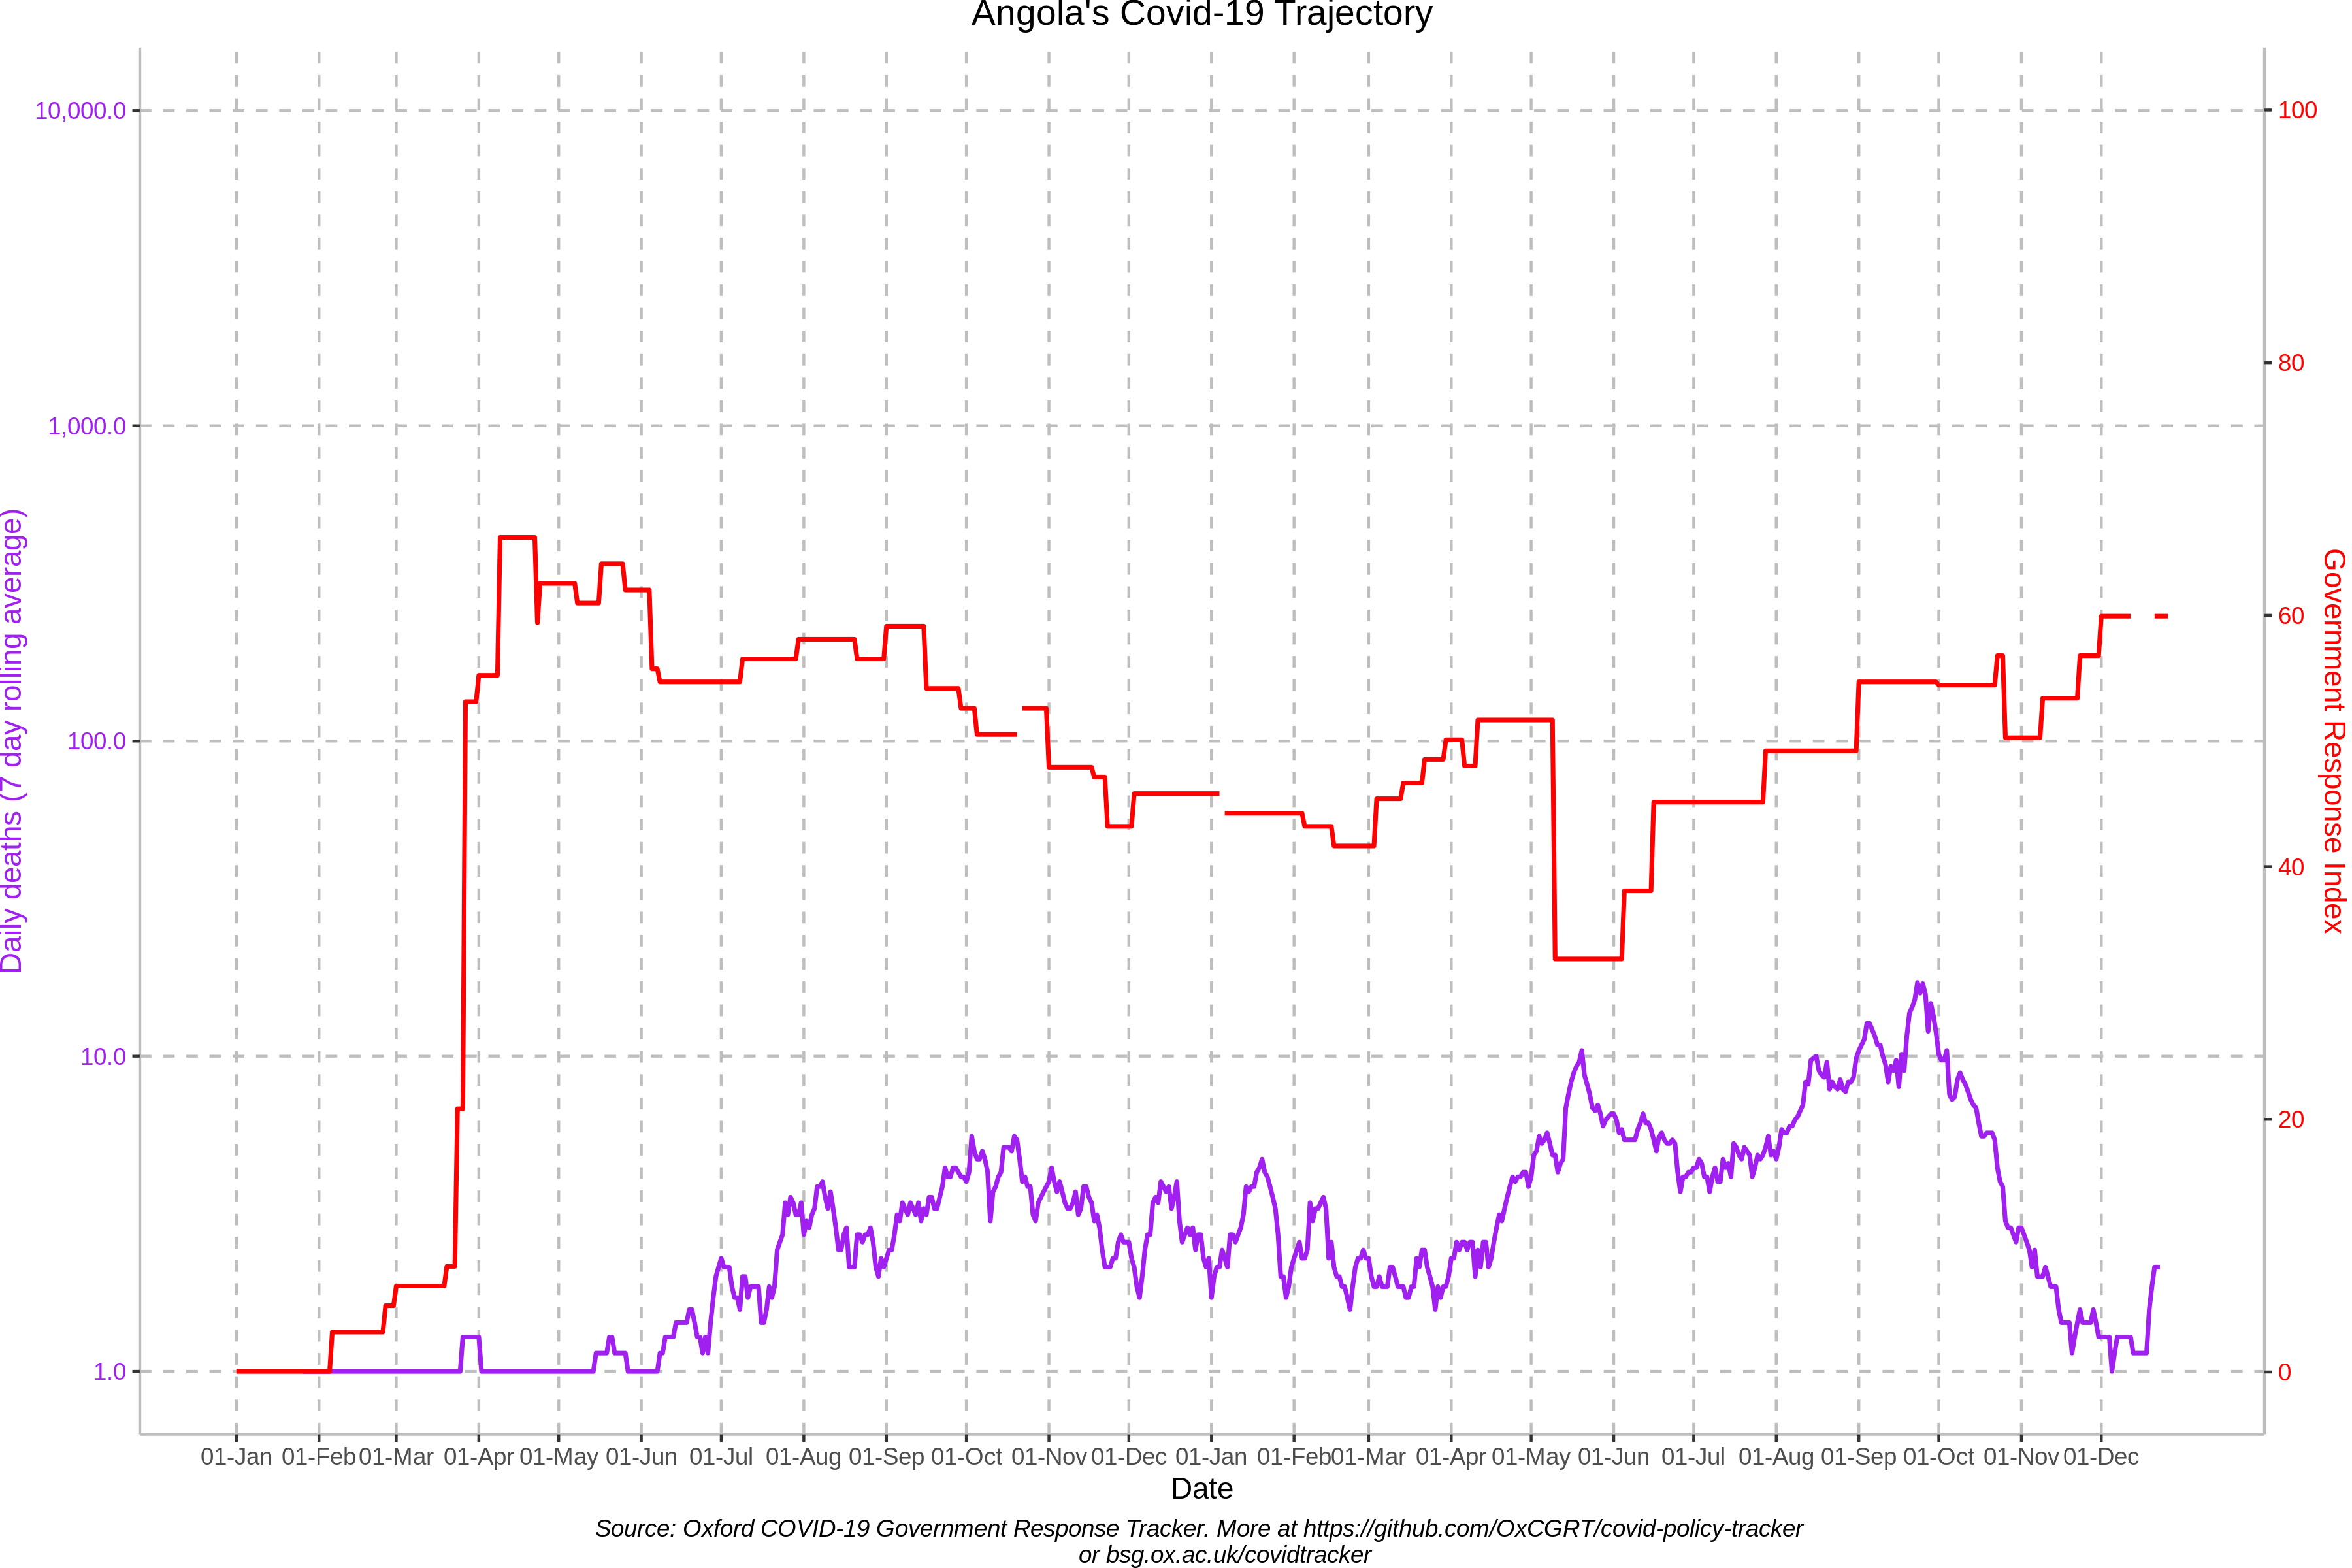 Angola's Covid-19 Trajectory
10,000.0
1,000.0
100.0
10.0
1.0
Daily deaths (7 day rolling average)
100
80
60
40
20
0
Government Response Index
01-Jan 01-Feb 01-Mar 01-Apr 01-May 01-Jun 01-Jul 01-Aug 01-Sep 01-Oct 01-Nov 01-Dec 01-Jan 01-Feb 01-Mar 01-Apr 01-May 01-Jun 01-Jul 01-Aug 01-Sep 01-Oct 01-Nov 01-Dec
Date
Source: Oxford COVID-19 Government Response Tracker. More at https://github.com/OxCGRT/covid-policy-tracker
or bsg.ox.ac.uk/covidtracker